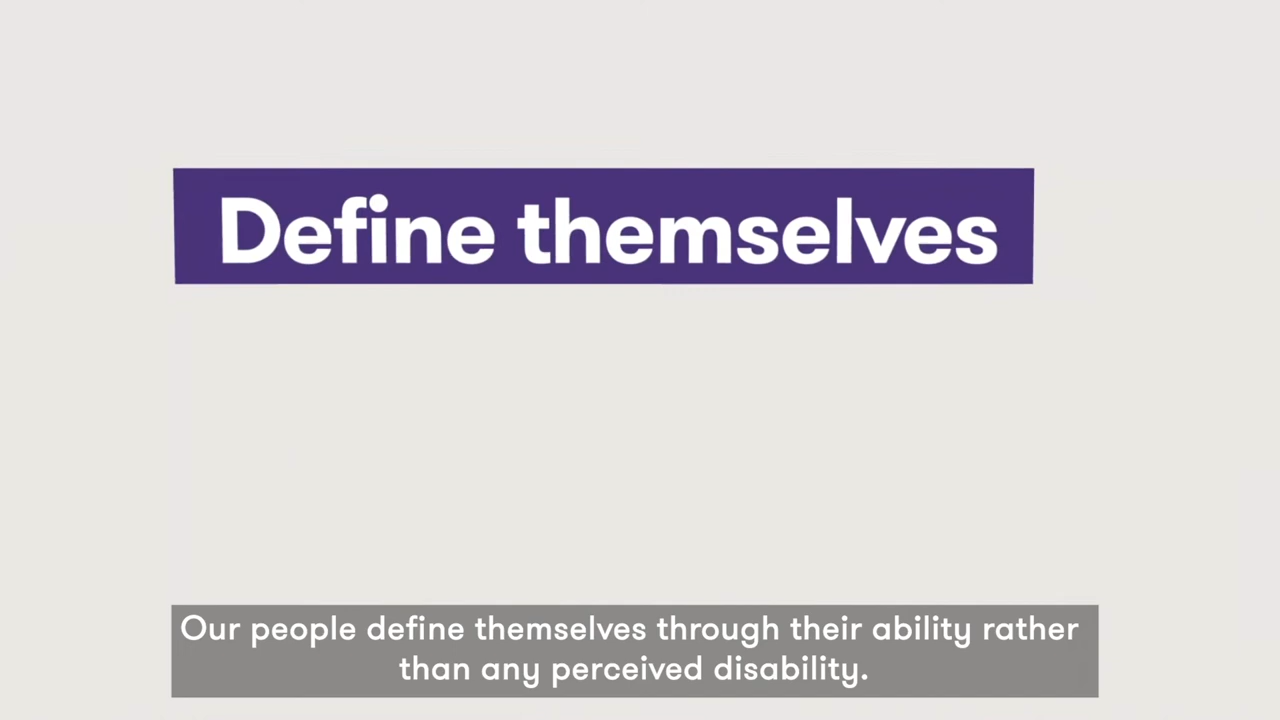 Define themselves
Our people define themselves through their ability rather
than any perceived disability.